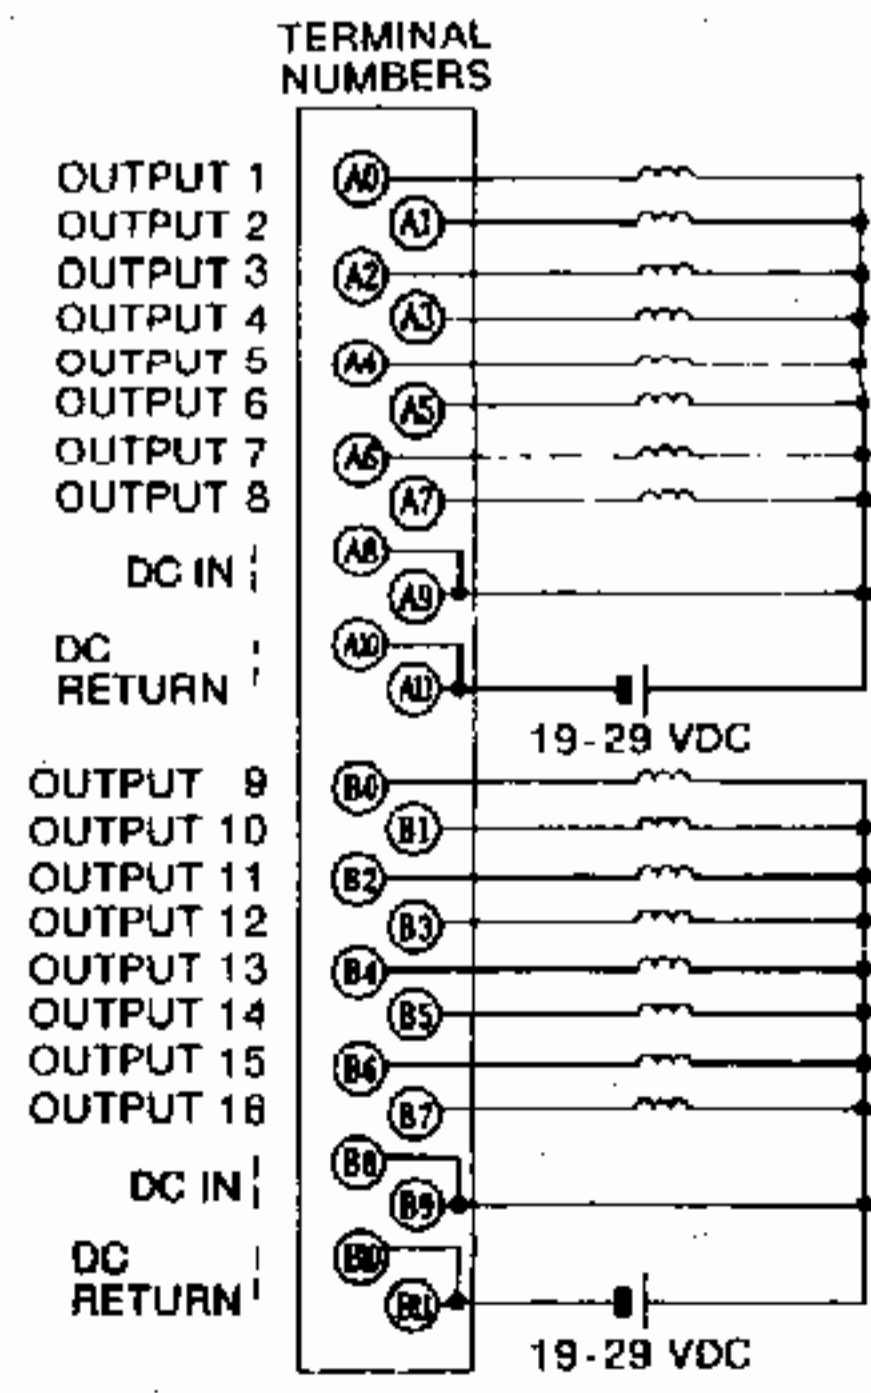 TERMINAL
NUMBERS
OUTPUT 1 A0
OUTPUT 2 A1
OUTPUT 3 A2
OUTPUT 4 A3
OUTPUT 5 A4
OUTPUT 6 A5
OUTPUT 7 A6
OUTPUT 8 A7
A8
DC IN
A9
A10
DC
RETURN A11
19-29 VDC
OUTPUT 9 B0
OUTPUT 10 B1
OUTPUT 11 B2
OUTPUT 12 B3
OUTPUT 13 B4
OUTPUT 14 B5
OUTPUT 15 B6
OUTPUT 16 B7
B8
DC IN
B9
DC B10
RETURN B11
19-29 VDC